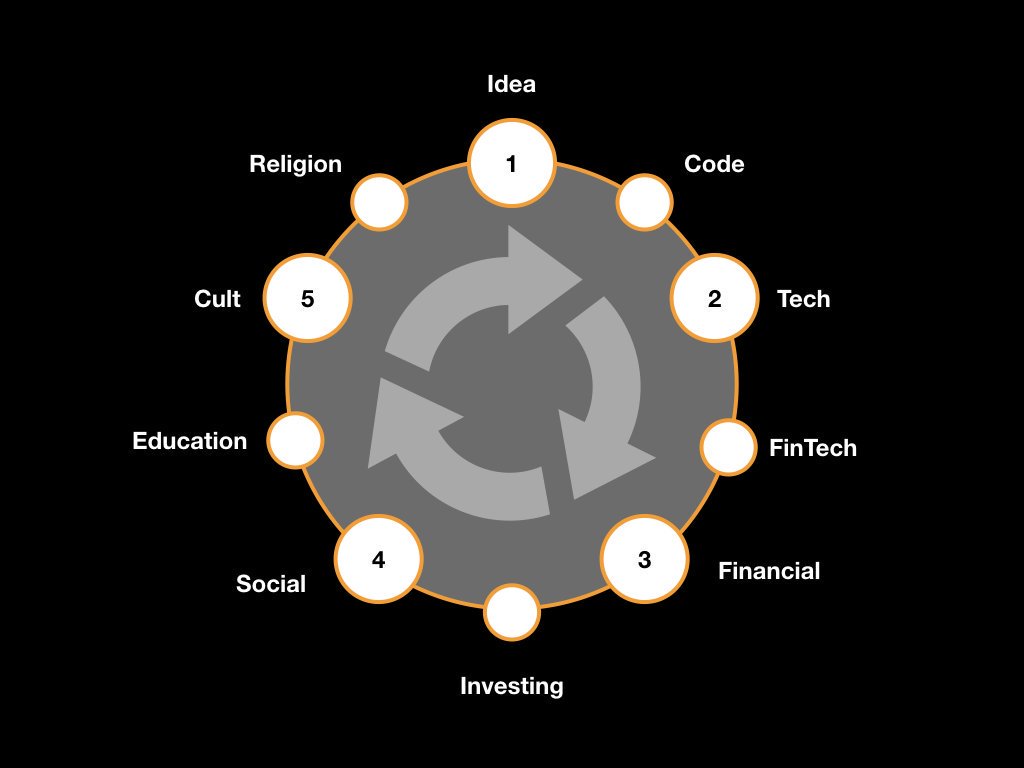 Idea
Religion
1
Code
Cult
5
2
Tech
Education
FinTech
Social
4
3
Financial
Investing